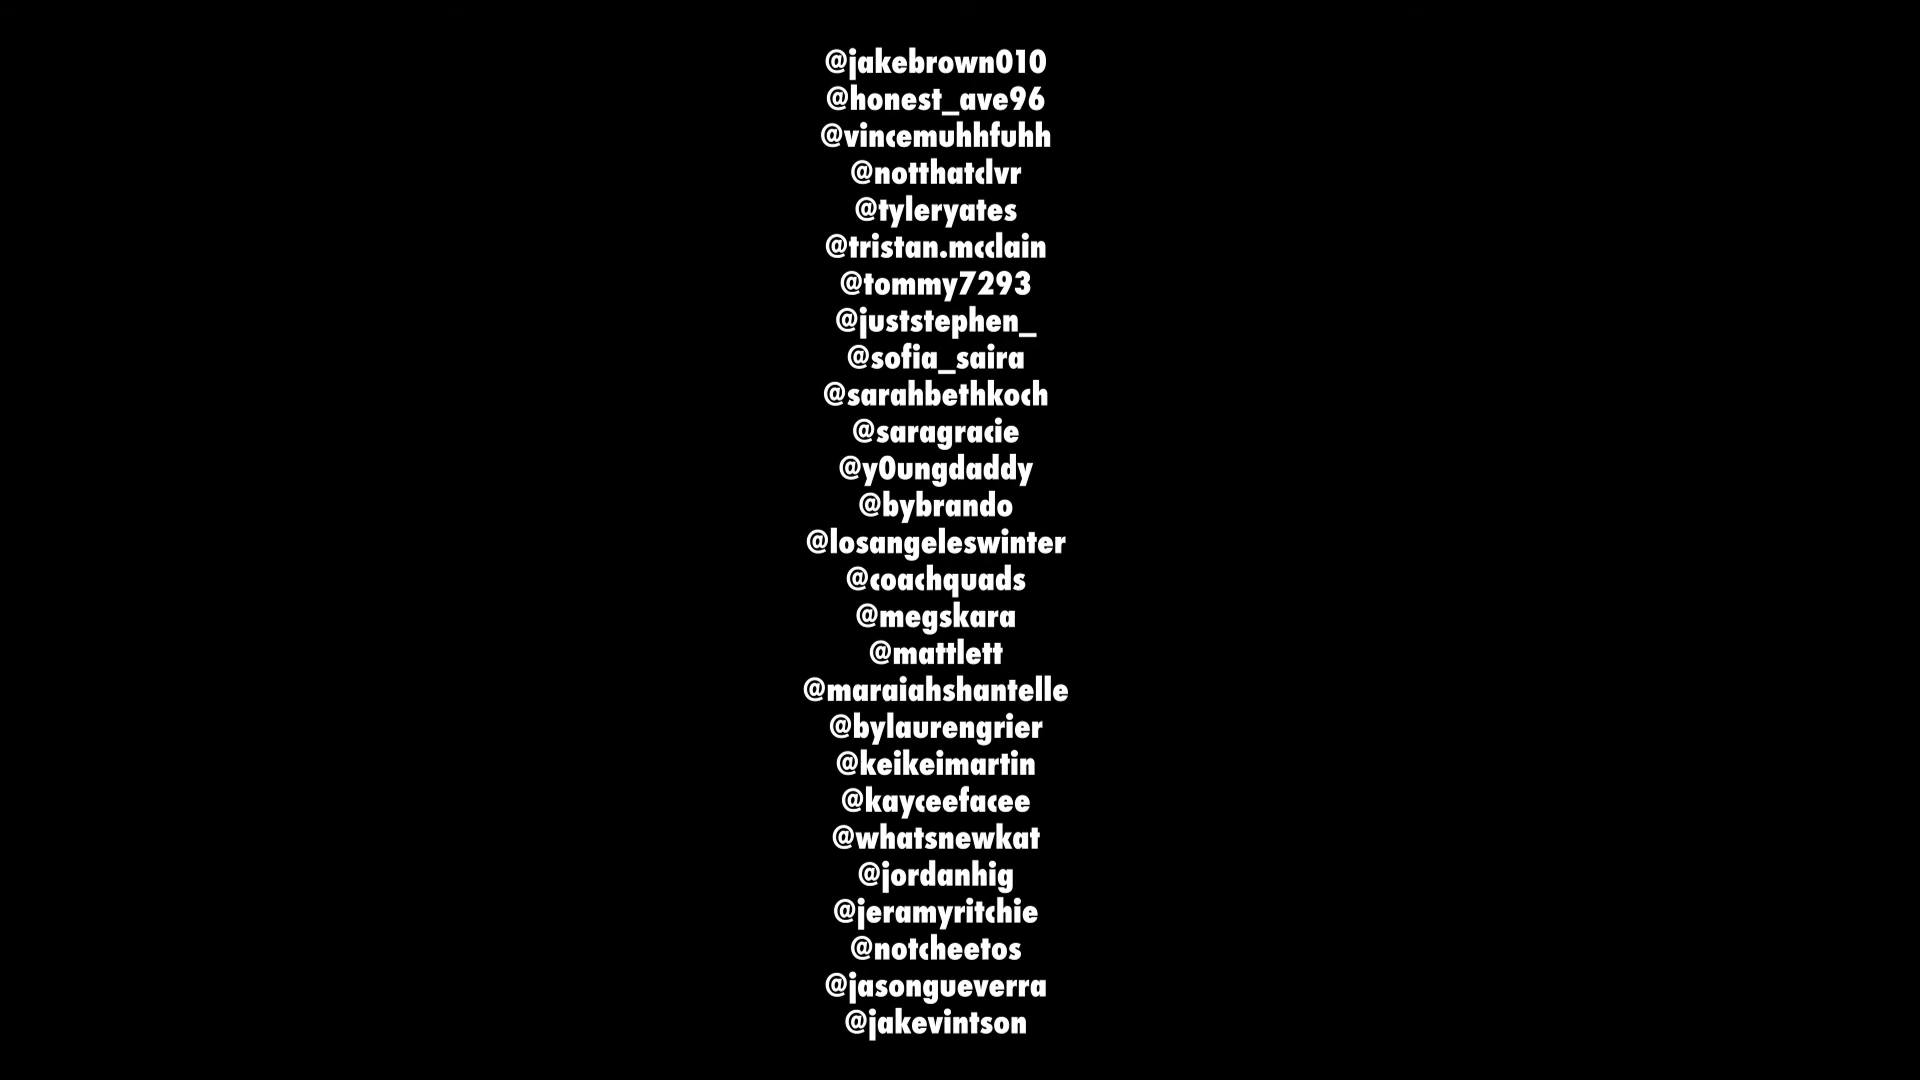 @jakebrown010
@honest_ave96
@vincemuhhfuhh
@notthatclvr
@tyleryates
@tristan.mcclain
@tommy7293
@juststephen_
@sofia_saira
@sarahbethkoch
@saragracie
@y0ungdaddy
@bybrando
@losangeleswinter
@coachquads
@megskara
@mattlett
@maraiahshantelle
@bylaurengrier
@keikeimartin
@kayceefacee
@whatsnewkat
@jordanhig
@jeramyritchie
@notcheetos
@jasongueverra
@jakevintson